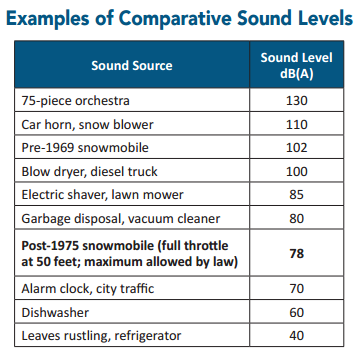 Examples of Comparative Sound Levels
Sound Source
Sound Level
dB(A)
75-piece orchestra 130
Car horn, snow blower 110
Pre-1969 snowmobile 102
Blow dryer, diesel truck 100
Electric shaver, lawn mower 85
Garbage disposal, vacuum cleaner 80
Post-1975 snowmobile (full throttle
at 50 feet; maximum allowed by law) 78
Alarm clock, city traffic 70
Dishwasher 60
Leaves rustling, refrigerator 40